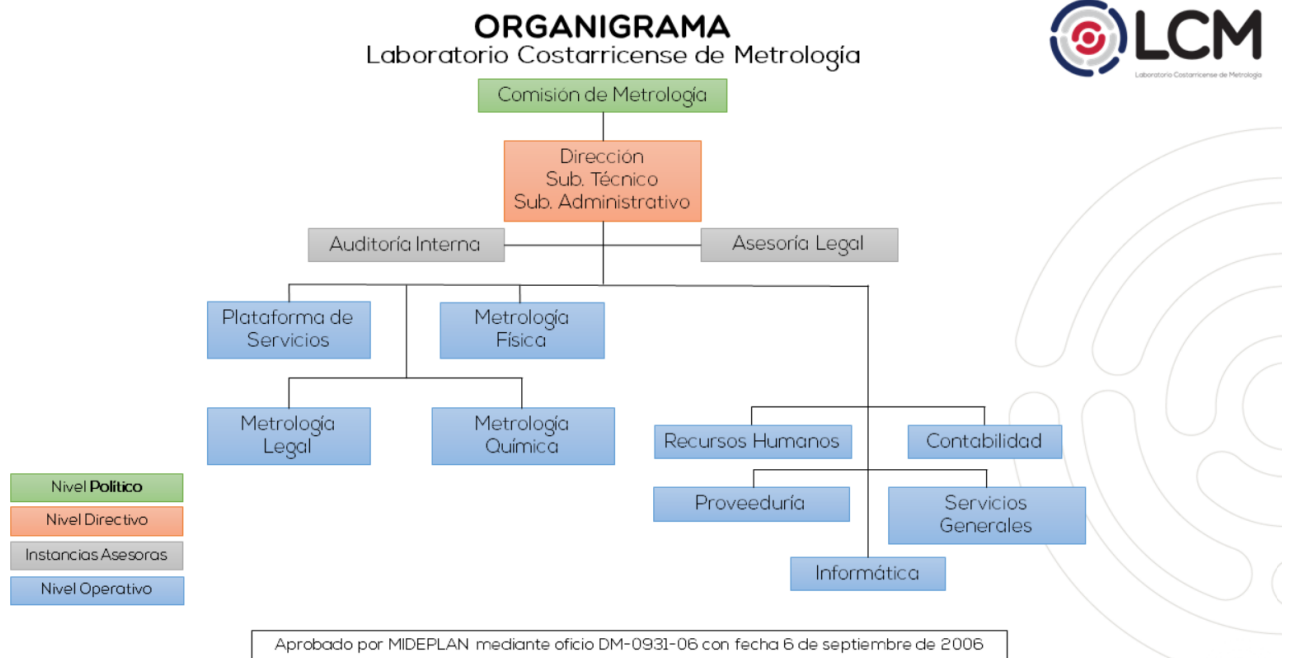 ORGANIGRAMA
Laboratorio Costarricense de Metrología
LCM
Laboratorio Costarricense de Metrología
Comisión de Metrología
Dirección
Sub. Técnico
Sub. Administrativo
Auditoría Interna
Asesoría Legal
Plataforma de
Servicios
Metrología
Física
Metrología
Legal
Metrología
Química
Recursos Humanos
Contabilidad
Proveeduría
Servicios
Generales
Informática
Nivel Político
Nivel Directivo
Instancias Asesoras
Nivel Operativo
Aprobado por MIDEPLAN mediante oficio DM-0931-06 con fecha 6 de septiembre de 2006